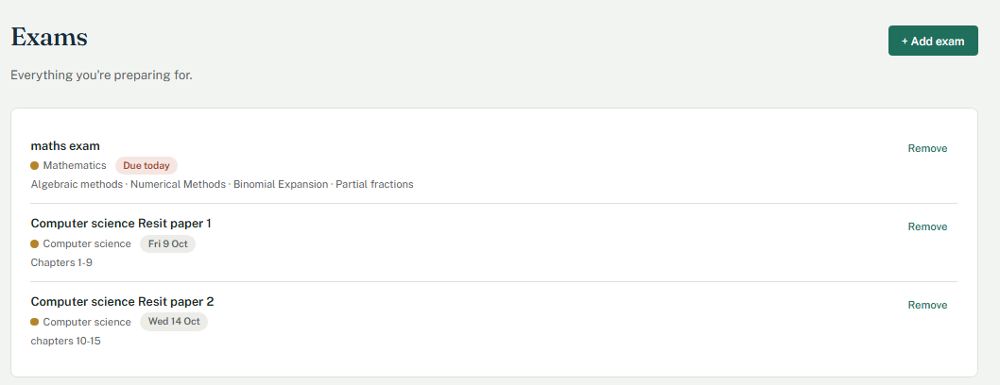 Exams
+ Add exam
Everything you're preparing for.
maths exam
Remove
Mathematics Due today
Algebraic methods · Numerical Methods · Binomial Expansion · Partial fractions
Computer science Resit paper 1
Remove
Computer science Fri 9 Oct
Chapters 1-9
Computer science Resit paper 2
Remove
Computer science Wed 14 Oct
chapters 10-15